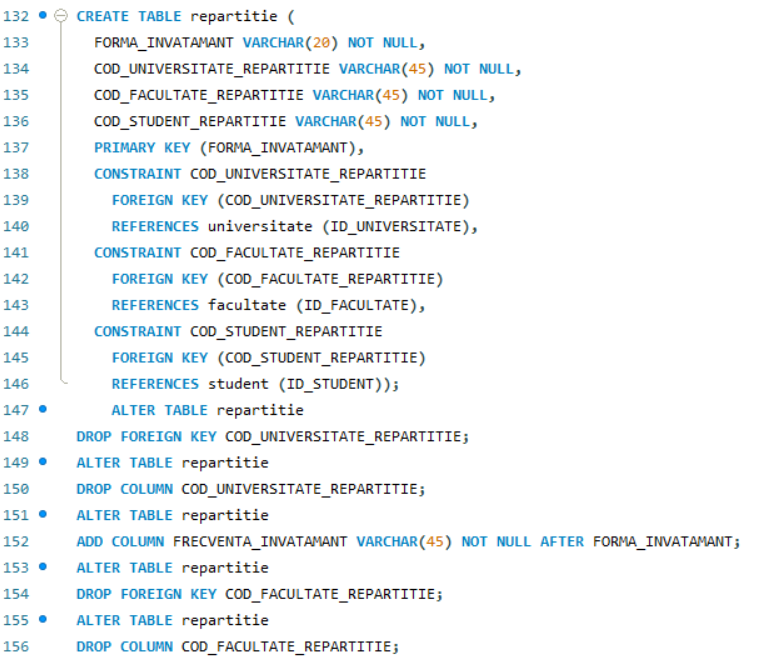 132 CREATE TABLE repartitie (
133 FORMA_INVATAMANT VARCHAR(20) NOT NULL,
134 COD_UNIVERSITATE_REPARTITIE VARCHAR(45) NOT NULL,
135 COD_FACULTATE_REPARTITIE VARCHAR(45) NOT NULL,
136 COD_STUDENT_REPARTITIE VARCHAR(45) NOT NULL,
137 PRIMARY KEY (FORMA_INVATAMANT),
138 CONSTRAINT COD_UNIVERSITATE_REPARTITIE
139 FOREIGN KEY (COD_UNIVERSITATE_REPARTITIE)
140 REFERENCES universitate (ID_UNIVERSITATE),
141 CONSTRAINT COD_FACULTATE_REPARTITIE
142 FOREIGN KEY (COD_FACULTATE_REPARTITIE)
143 REFERENCES facultate (ID_FACULTATE),
144 CONSTRAINT COD_STUDENT_REPARTITIE
145 FOREIGN KEY (COD_STUDENT_REPARTITIE)
146 REFERENCES student (ID_STUDENT));
147 ALTER TABLE repartitie
148 DROP FOREIGN KEY COD_UNIVERSITATE_REPARTITIE;
149 ALTER TABLE repartitie
150 DROP COLUMN COD_UNIVERSITATE_REPARTITIE;
151 ALTER TABLE repartitie
152 ADD COLUMN FRECVENTA_INVATAMANT VARCHAR(45) NOT NULL AFTER FORMA_INVATAMANT;
153 ALTER TABLE repartitie
154 DROP FOREIGN KEY COD_FACULTATE_REPARTITIE;
155 ALTER TABLE repartitie
156 DROP COLUMN COD_FACULTATE_REPARTITIE;